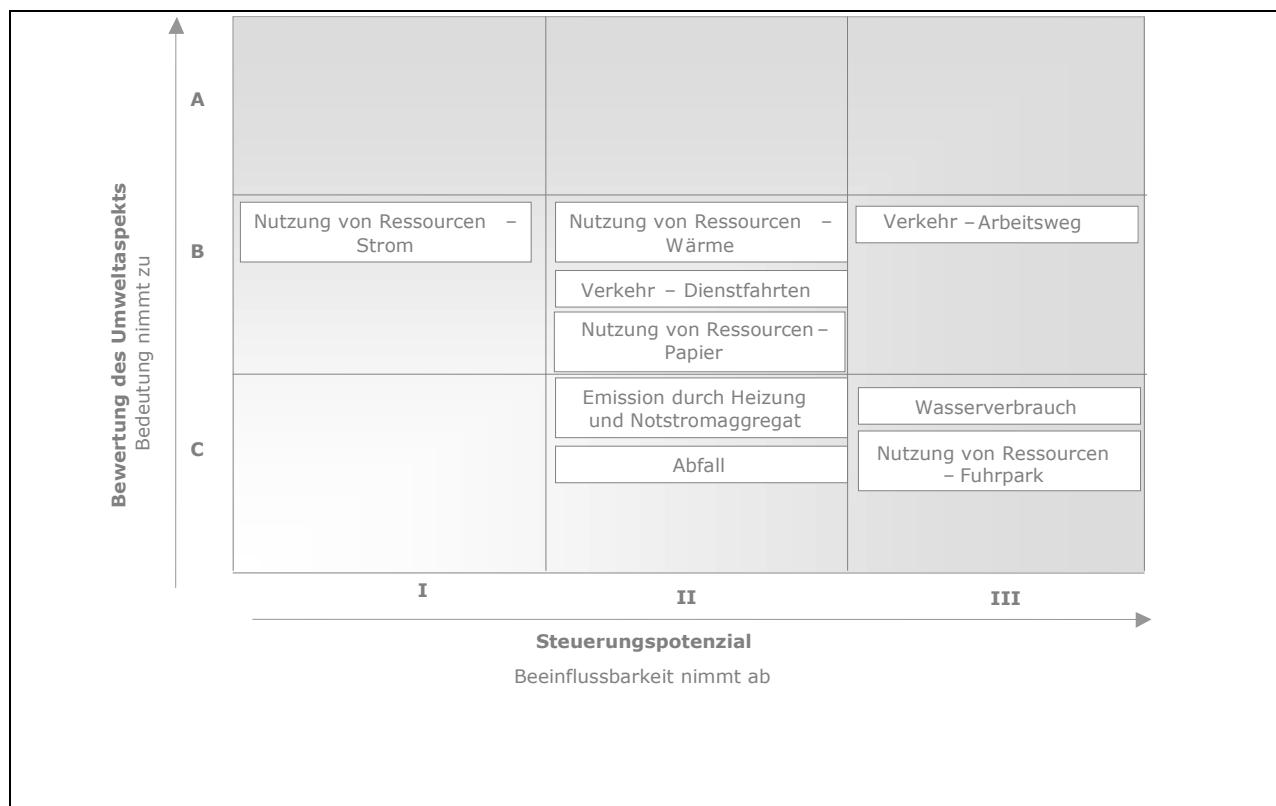 A
Nutzung von Ressourcen –
Strom
Nutzung von Ressourcen –
Wärme
Verkehr – Arbeitsweg
B
Verkehr – Dienstfahrten
Nutzung von Ressourcen –
Papier
Emission durch Heizung
und Notstromaggregat
Wasserverbrauch
C
Abfall
Nutzung von Ressourcen
– Fuhrpark
Bewertung des Umweltaspekts
Bedeutung nimmt zu
I
II
III
Steuerungspotenzial
Beeinflussbarkeit nimmt ab